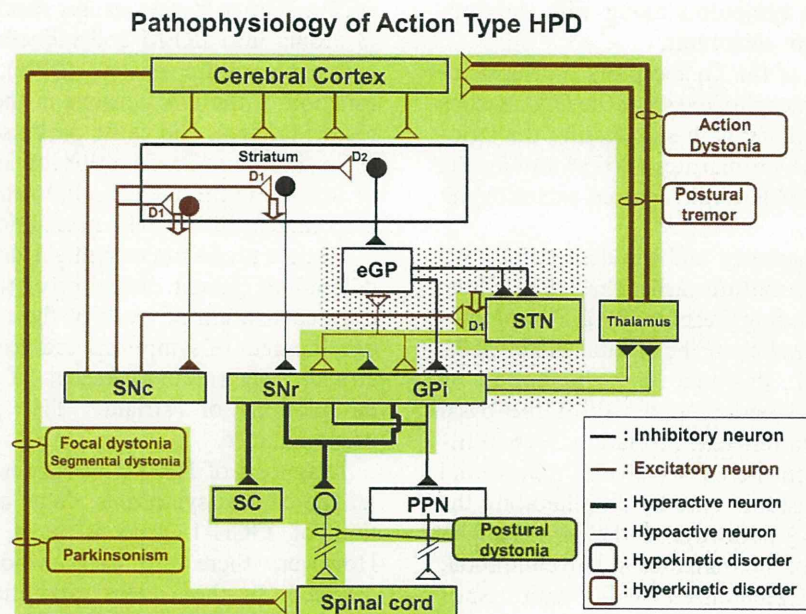 Pathophysiology of Action Type HPD
Cerebral Cortex
Striatum
D2
D1
D1
Action
Dystonia
Postural
tremor
eGP
STN
D1
Thalamus
SNc
SNr
GPi
Focal dystonia
Segmental dystonia
SC
PPN
Postural
dystonia
Parkinsonism
Spinal cord
: Inhibitory neuron
: Excitatory neuron
: Hyperactive neuron
: Hypoactive neuron
: Hypokinetic disorder
: Hyperkinetic disorder